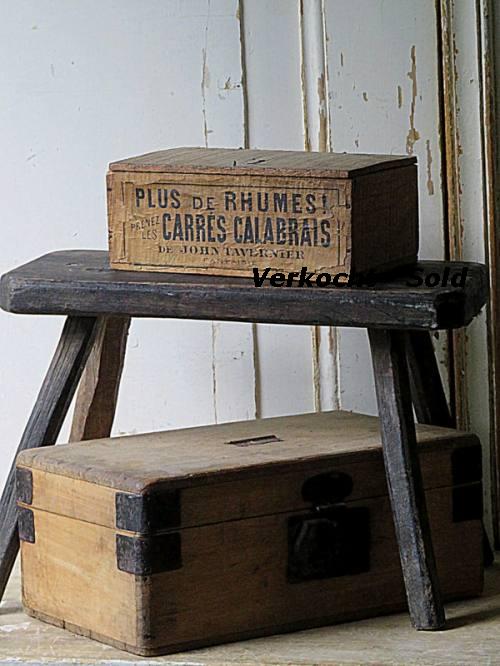 PLUS DE RHUMES!
PRENEZ LES CARRÉS CALABRAIS
DE JOHN TAVERNIER
Verkocht - Sold